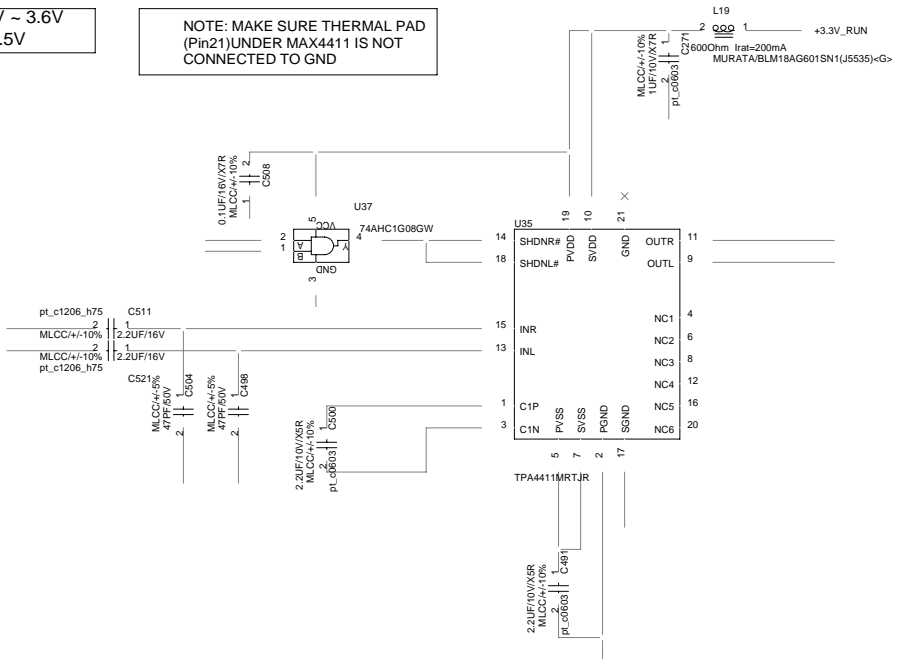 V ~ 3.6V
.5V
NOTE: MAKE SURE THERMAL PAD
(Pin21)UNDER MAX4411 IS NOT
CONNECTED TO GND
L19
2
1
+3.3V_RUN
600Ohm Irat=200mA
MURATA/BLM18AG601SN1(J5535)<G>
MLCC/+/-10%
1UF/10V/X7R
1
2
C271
pt_c0603
0.1UF/16V/X7R
MLCC/+/-10%
2
1
C508
U37
74AHC1G08GW
5
VCC
2
1
A
B
Y
4
GND
3
U35
19
10
21
PVDD
SVDD
GND
14
SHDNR#
18
SHDNL#
OUTR
11
OUTL
9
15
INR
13
INL
NC1
4
NC2
6
NC3
8
NC4
12
NC5
16
NC6
20
1
C1P
3
C1N
PVSS
SVSS
PGND
SGND
5
7
2
17
TPA4411MRTJR
pt_c1206_h75
C511
2
1
MLCC/+/-10%
2.2UF/16V
2
1
MLCC/+/-10%
2.2UF/16V
pt_c1206_h75
C521
MLCC/+/-5%
47PF/50V
1
2
C504
MLCC/+/-5%
47PF/50V
1
2
C498
2.2UF/10V/X5R
MLCC/+/-10%
1
2
C500
pt_c0603
2.2UF/10V/X5R
MLCC/+/-10%
1
2
C491
pt_c0603